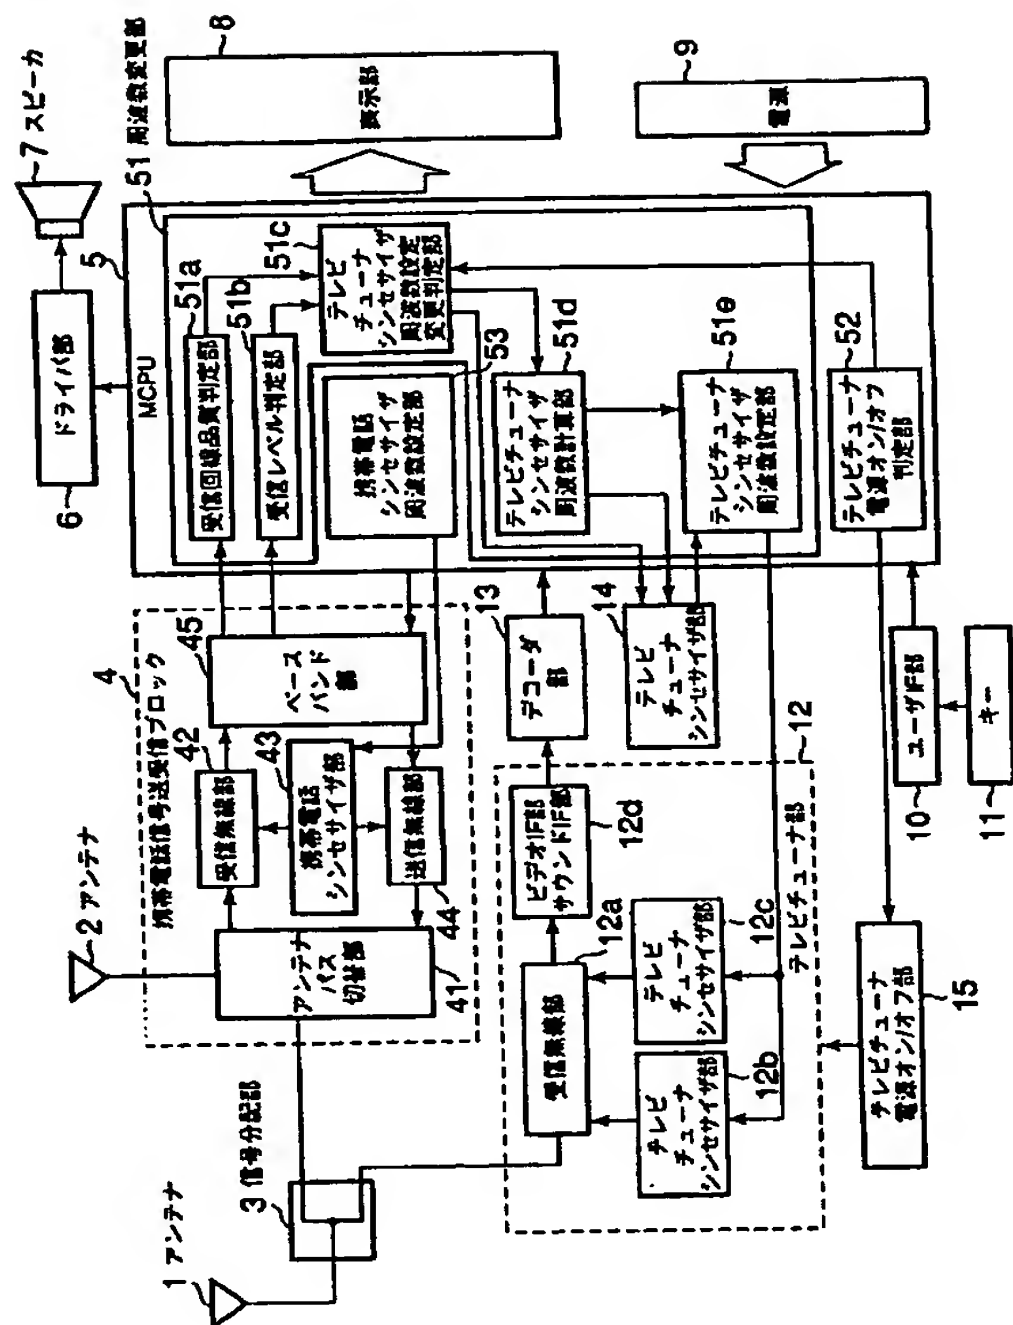 1 アンテナ
2 アンテナ
3 信号分配部
携帯電話信号送受信ブロック
4
アンテナ
パス
切替部
41
受信無線部
42
携帯電話
シンセサイザ部
43
送信無線部
44
ベース
バンド
部
45
ドライバ部
6
7 スピーカ
5
MCPU
51 周波数変更部
受信回線品質判定部
51a
受信レベル判定部
51b
テレビ
チューナ
シンセサイザ
周波数設定
変更判定部
51c
携帯電話
シンセサイザ
周波数設定部
53
テレビチューナ
シンセサイザ
周波数計算部
51d
テレビチューナ
シンセサイザ
周波数設定部
51e
テレビチューナ
電源オン/オフ
判定部
52
表示部
8
電源
9
ユーザIF部
10
キー
11
テレビチューナ部
12
受信無線部
12a
テレビ
チューナ
シンセサイザ部
12b
テレビ
チューナ
シンセサイザ部
12c
ビデオIF部
サウンドIF部
12d
デコーダ
部
13
テレビ
チューナ
シンセサイザ部
14
テレビチューナ
電源オン/オフ部
15